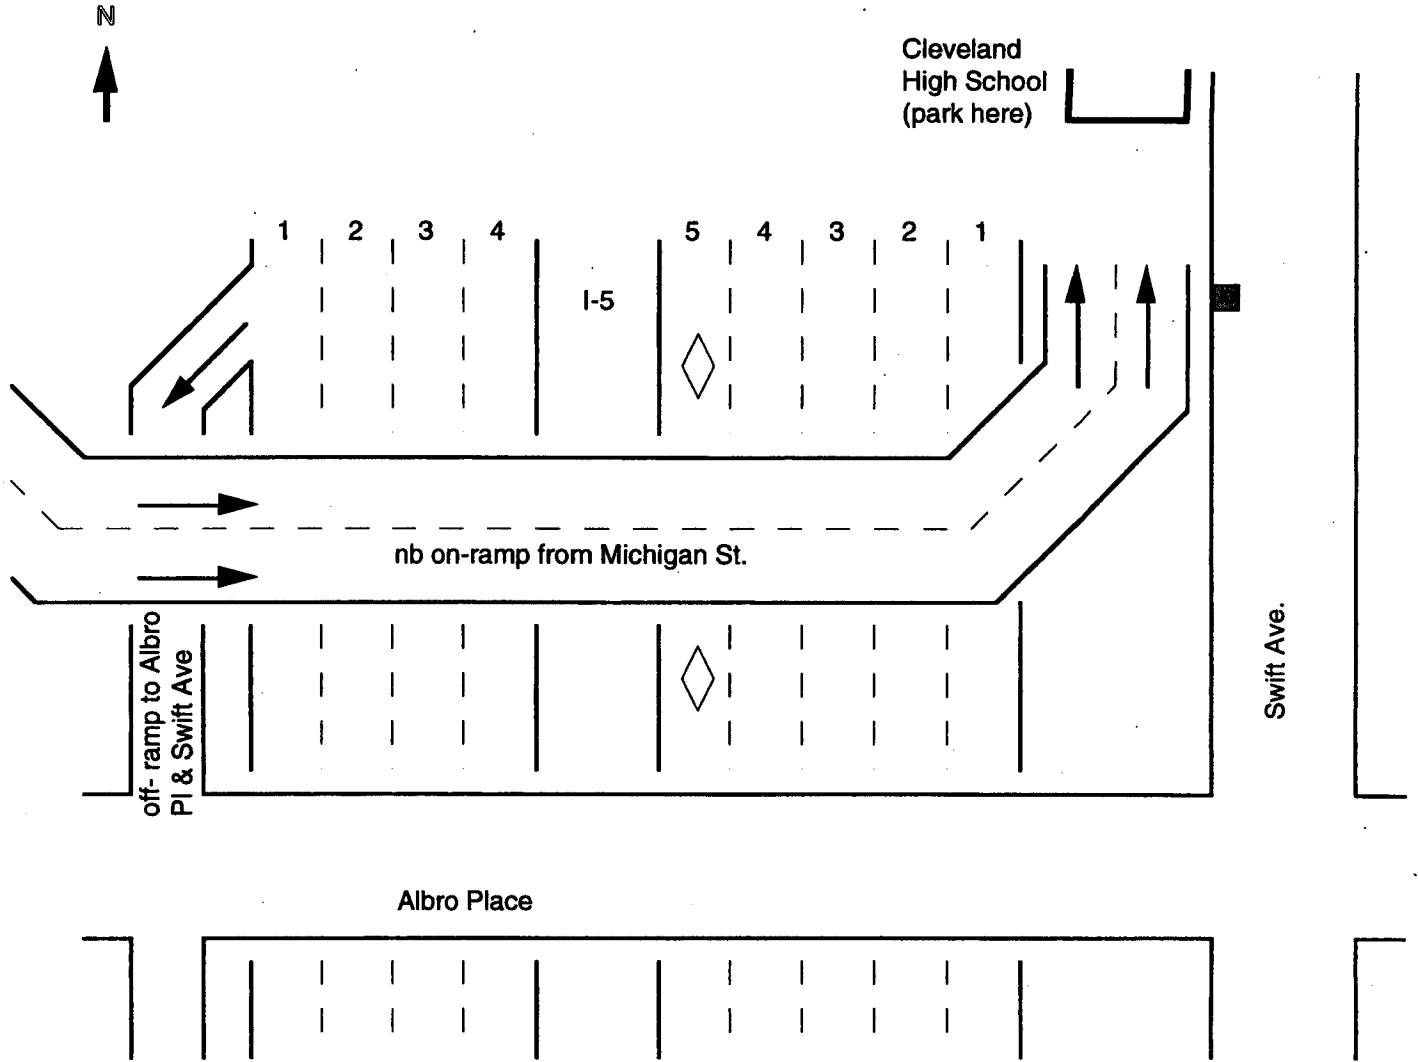 N
Cleveland
High School
(park here)
1 2 3 4 5 4 3 2 1
I-5
nb on-ramp from Michigan St.
off- ramp to Albro
Pl & Swift Ave
Swift Ave.
Albro Place